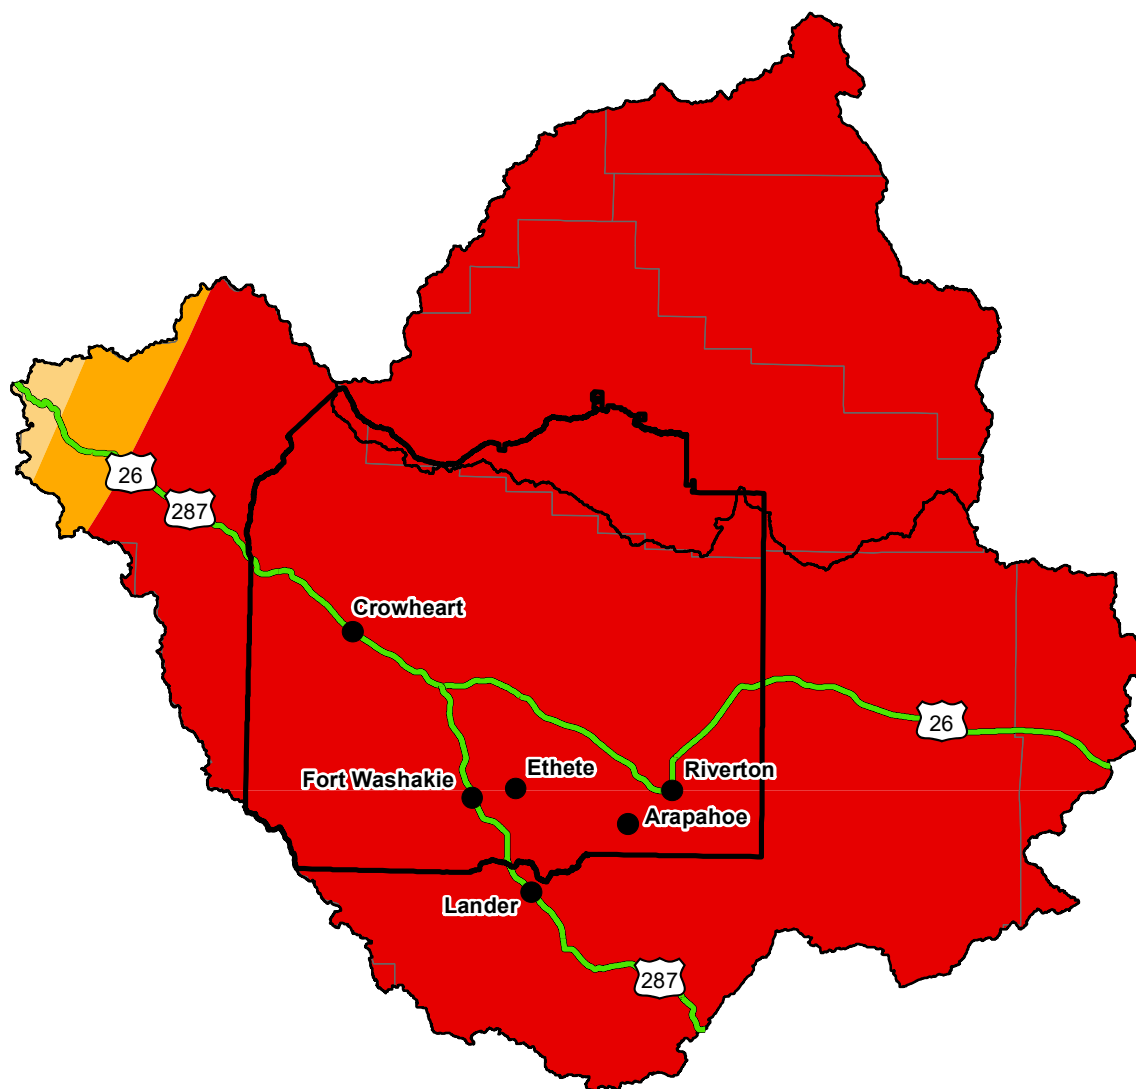 26
287
Crowheart
26
Ethete
Riverton
Fort Washakie
Arapahoe
Lander
287